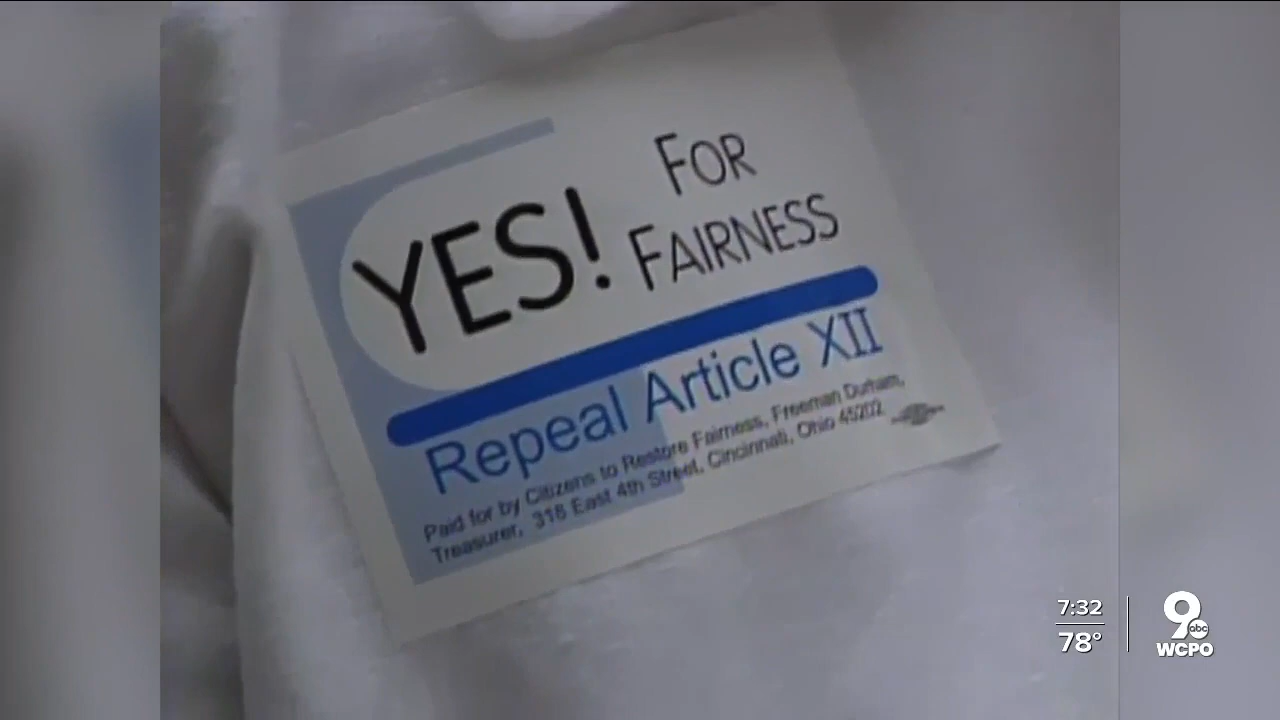 YES! FOR
FAIRNESS
Repeal Article XII
Paid for by Citizens to Restore Fairness, Freeman Durham,
Treasurer, 316 East 4th Street, Cincinnati, Ohio 45202
7:32
78°
9
abc
WCPO